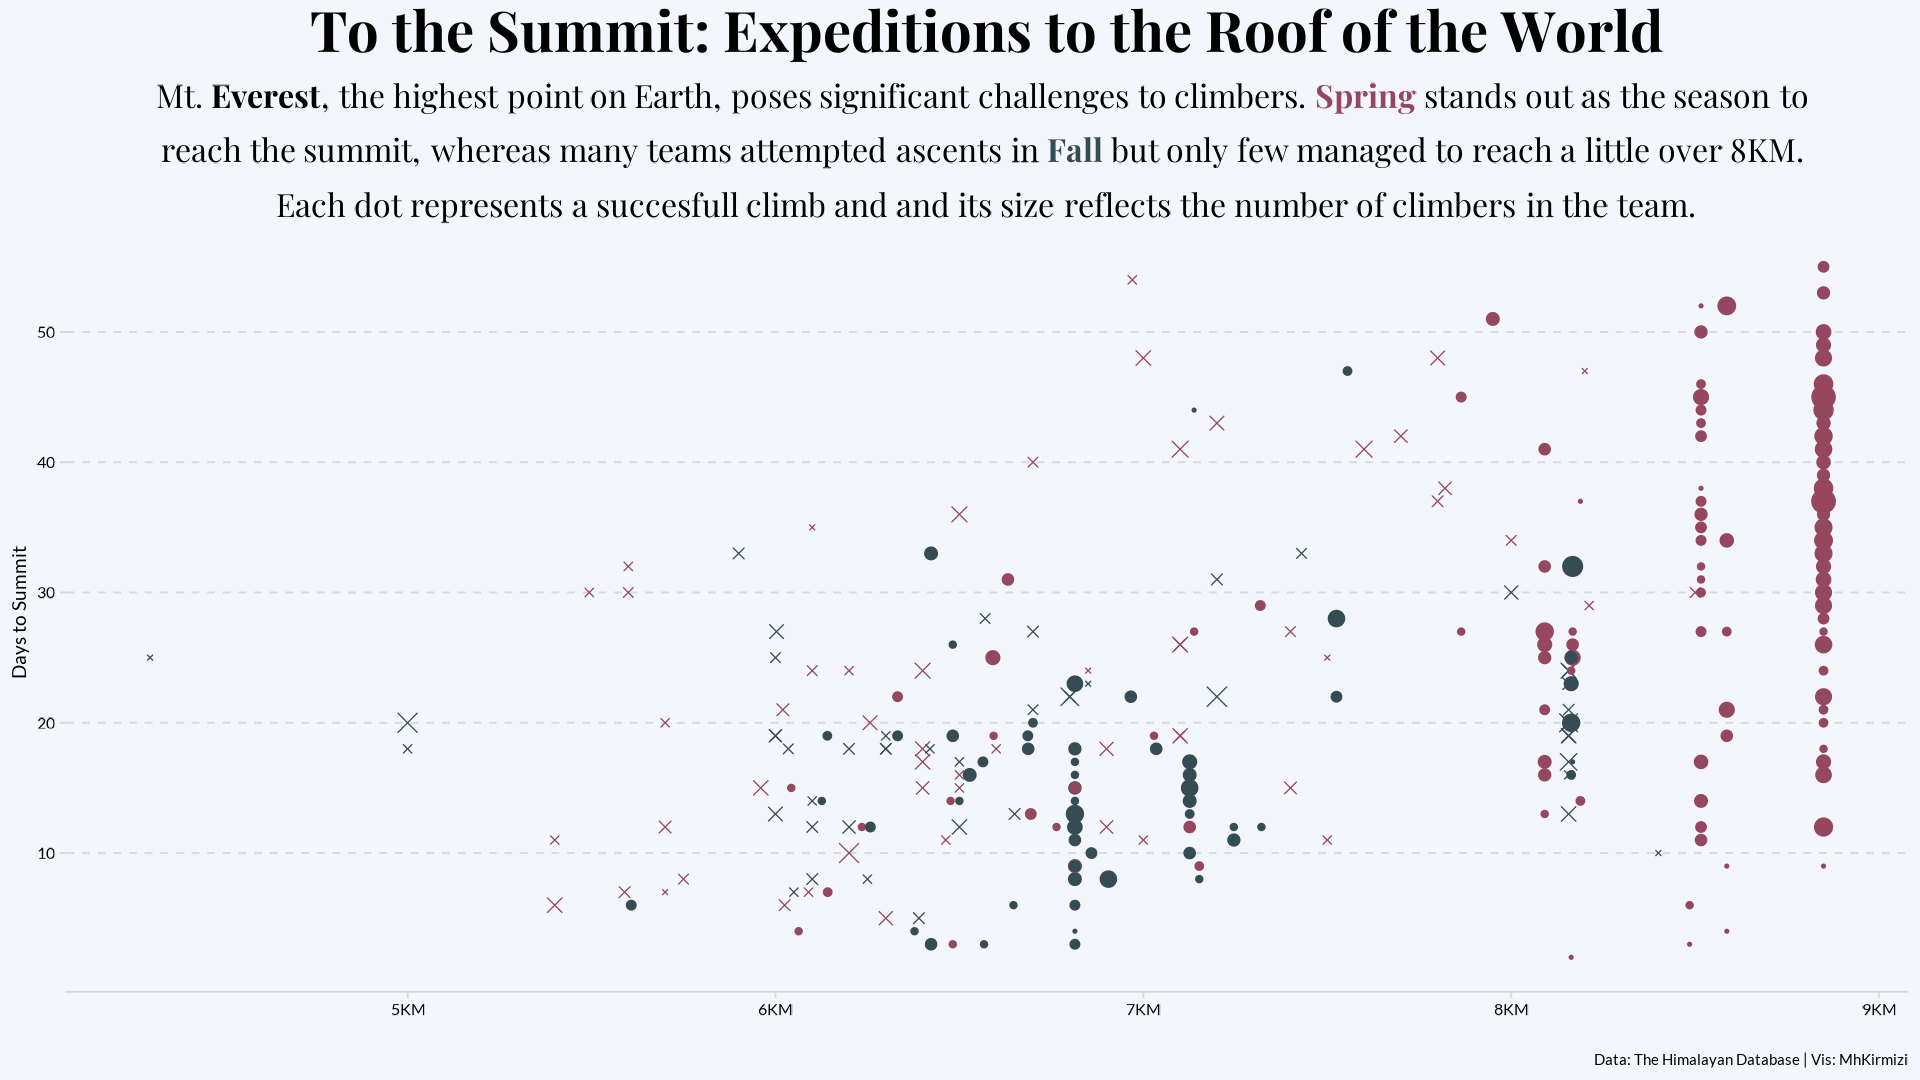 To the Summit: Expeditions to the Roof of the World
Mt. Everest, the highest point on Earth, poses significant challenges to climbers. Spring stands out as the season to
reach the summit, whereas many teams attempted ascents in Fall but only few managed to reach a little over 8KM.
Each dot represents a succesfull climb and and its size reflects the number of climbers in the team.
50
40
30
20
10
Days to Summit
5KM
6KM
7KM
8KM
9KM
Data: The Himalayan Database | Vis: MhKirmizi